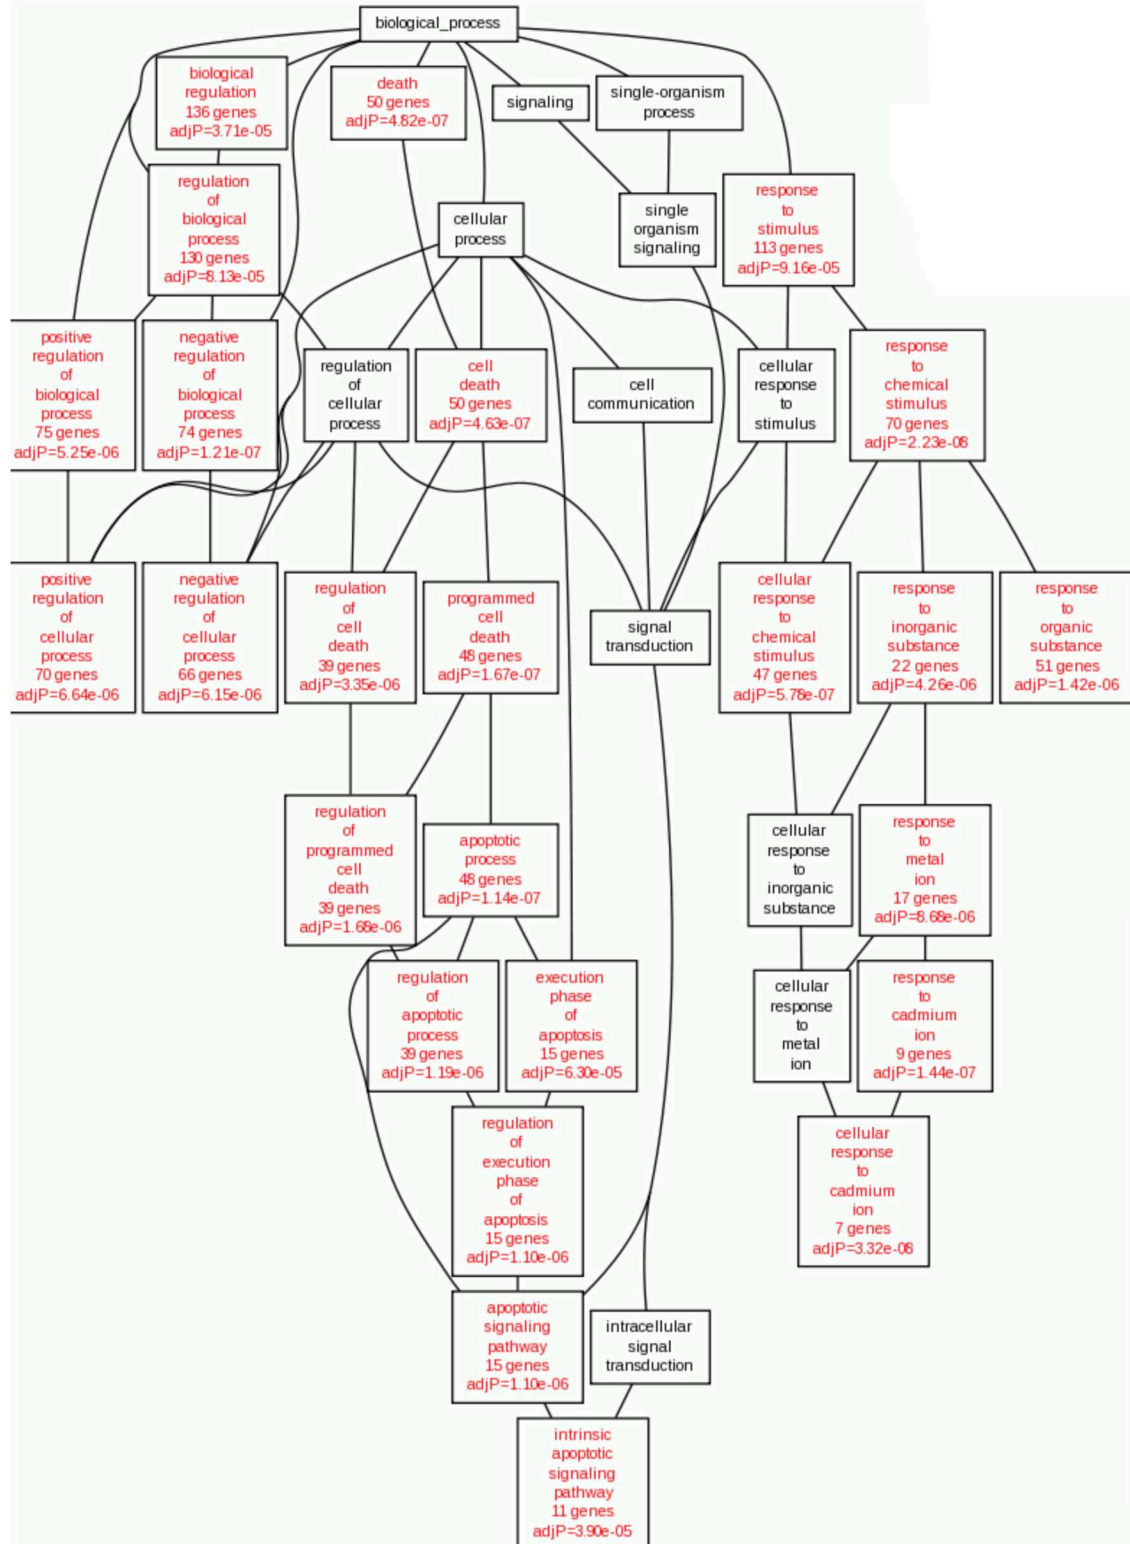 biological_process
biological
regulation
136 genes
adjP=3.71e-05
death
50 genes
adjP=4.82e-07
signaling
single-organism
process
regulation
of
biological
process
130 genes
adjP=8.13e-05
cellular
process
single
organism
signaling
response
to
stimulus
113 genes
adjP=9.16e-05
positive
regulation
of
biological
process
75 genes
adjP=5.25e-06
negative
regulation
of
biological
process
74 genes
adjP=1.21e-07
regulation
of
cellular
process
cell
death
50 genes
adjP=4.63e-07
cell
communication
cellular
response
to
stimulus
response
to
chemical
stimulus
70 genes
adjP=2.23e-08
positive
regulation
of
cellular
process
70 genes
adjP=6.64e-06
negative
regulation
of
cellular
process
66 genes
adjP=6.15e-06
regulation
of
cell
death
39 genes
adjP=3.35e-06
programmed
cell
death
48 genes
adjP=1.67e-07
signal
transduction
cellular
response
to
chemical
stimulus
47 genes
adjP=5.78e-07
response
to
inorganic
substance
22 genes
adjP=4.26e-06
response
to
organic
substance
51 genes
adjP=1.42e-06
regulation
of
programmed
cell
death
39 genes
adjP=1.68e-06
apoptotic
process
48 genes
adjP=1.14e-07
cellular
response
to
inorganic
substance
response
to
metal
ion
17 genes
adjP=8.68e-06
regulation
of
apoptotic
process
39 genes
adjP=1.19e-06
execution
phase
of
apoptosis
15 genes
adjP=6.30e-05
cellular
response
to
metal
ion
response
to
cadmium
ion
9 genes
adjP=1.44e-07
regulation
of
execution
phase
of
apoptosis
15 genes
adjP=1.10e-06
cellular
response
to
cadmium
ion
7 genes
adjP=3.32e-08
apoptotic
signaling
pathway
15 genes
adjP=1.10e-06
intracellular
signal
transduction
intrinsic
apoptotic
signaling
pathway
11 genes
adjP=3.90e-05